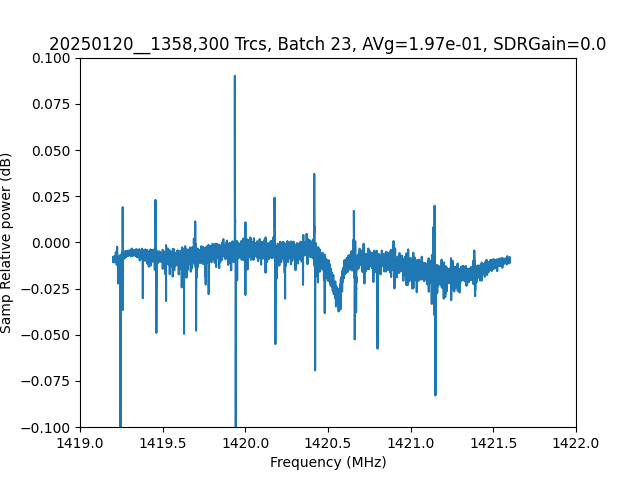 20250120__1358,300 Trcs, Batch 23, AVg=1.97e-01, SDRGain=0.0
0.100
0.075
0.050
0.025
0.000
−0.025
−0.050
−0.075
−0.100
Samp Relative power (dB)
1419.0 1419.5 1420.0 1420.5 1421.0 1421.5 1422.0
Frequency (MHz)